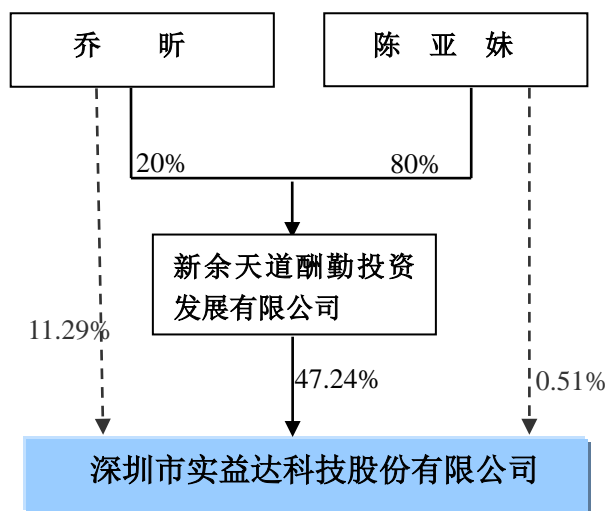 乔 昕
陈 亚 妹
20%
80%
新余天道酬勤投资
发展有限公司
11.29%
47.24%
0.51%
深圳市实益达科技股份有限公司